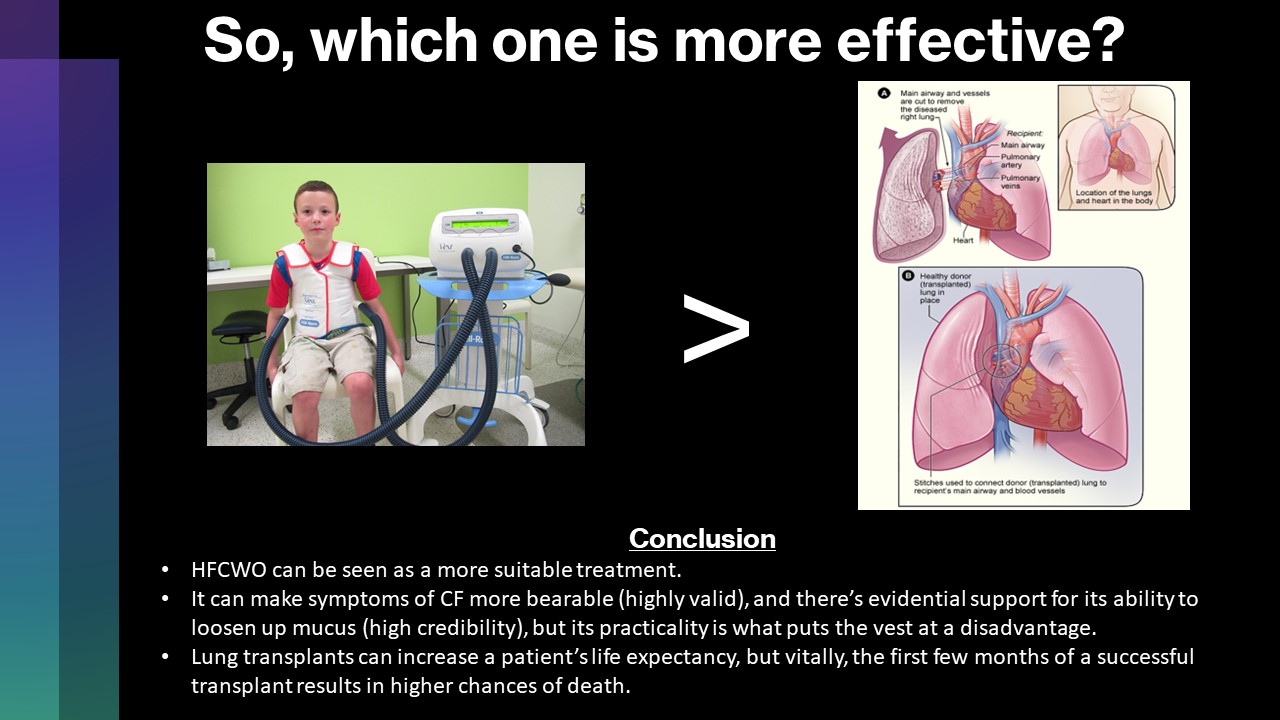 So, which one is more effective?
A
Main airway and vessels
are cut to remove
the diseased
right lung
Recipient:
Main airway
Pulmonary
artery
Pulmonary
veins
Heart
Location of the lungs
and heart in the body
>
B
Healthy donor
(transplanted)
lung in
place
Stitches used to connect donor (transplanted) lung to
recipient's main airway and blood vessels
Conclusion
• HFCWO can be seen as a more suitable treatment.
• It can make symptoms of CF more bearable (highly valid), and there's evidential support for its ability to
loosen up mucus (high credibility), but its practicality is what puts the vest at a disadvantage.
• Lung transplants can increase a patient's life expectancy, but vitally, the first few months of a successful
transplant results in higher chances of death.